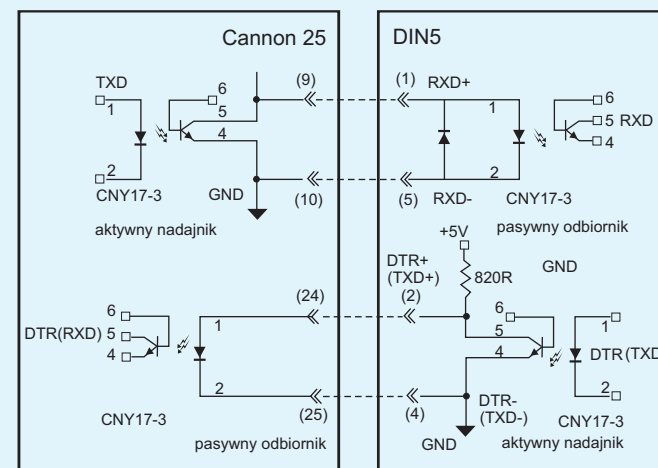 Cannon 25
TXD
1
2
CNY17-3
6
5
4
GND
(9)
(10)
aktywny nadajnik
6
5
4
DTR(RXD)
1
2
CNY17-3
(24)
(25)
pasywny odbiornik
DIN5
(1)
RXD+
1
2
(5)
RXD-
6
5 RXD
4
CNY17-3
pasywny odbiornik
+5V
820R
GND
DTR+
(TXD+)
(2)
6
5
4
1
DTR(TXD
2
(4)
DTR-
(TXD-)
GND
CNY17-3
aktywny nadajnik